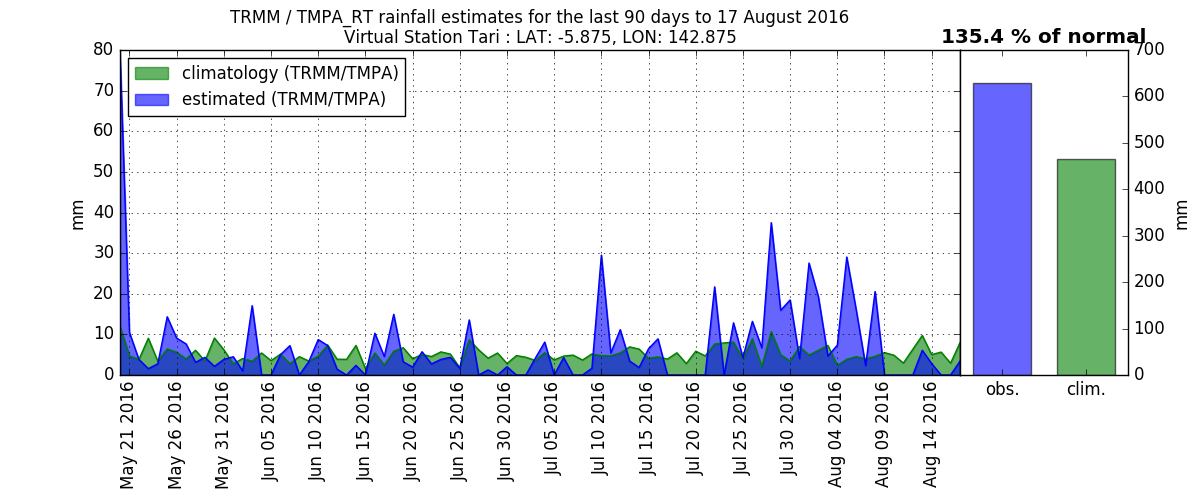 TRMM / TMPA_RT rainfall estimates for the last 90 days to 17 August 2016
Virtual Station Tari : LAT: -5.875, LON: 142.875
135.4 % of normal
climatology (TRMM/TMPA)
estimated (TRMM/TMPA)
mm
80
70
60
50
40
30
20
10
0
May 21 2016
May 26 2016
May 31 2016
Jun 05 2016
Jun 10 2016
Jun 15 2016
Jun 20 2016
Jun 25 2016
Jun 30 2016
Jul 05 2016
Jul 10 2016
Jul 15 2016
Jul 20 2016
Jul 25 2016
Jul 30 2016
Aug 04 2016
Aug 09 2016
Aug 14 2016
obs.
clim.
700
600
500
400
300
200
100
0
mm